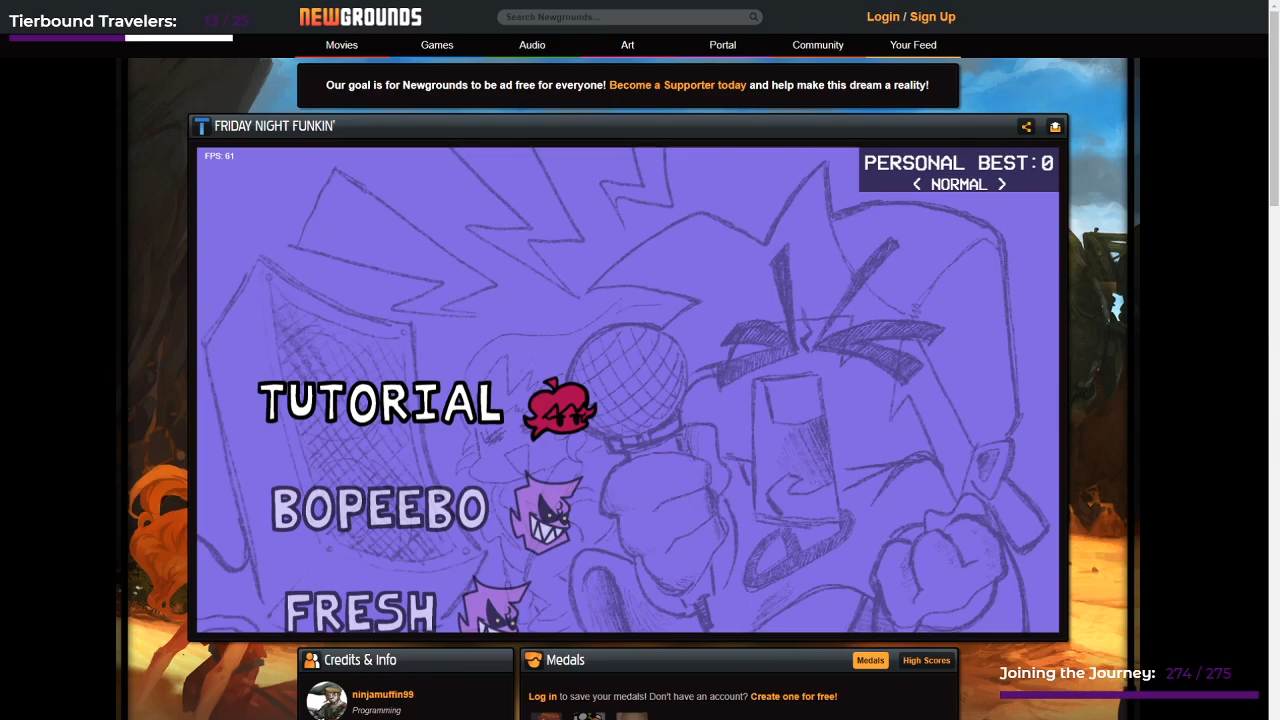 Tierbound Travelers: 13 / 25
NEWGROUNDS
Search Newgrounds...
Login / Sign Up
Movies
Games
Audio
Art
Portal
Community
Your Feed
Our goal is for Newgrounds to be ad free for everyone! Become a Supporter today and help make this dream a reality!
FRIDAY NIGHT FUNKIN'
FPS: 61
PERSONAL BEST:0
< NORMAL >
TUTORIAL
BOPEEBO
FRESH
Credits & Info
ninjamuffin99
Programming
Medals
Medals
High Scores
Log in to save your medals! Don't have an account? Create one for free!
Joining the Journey: 274 / 275